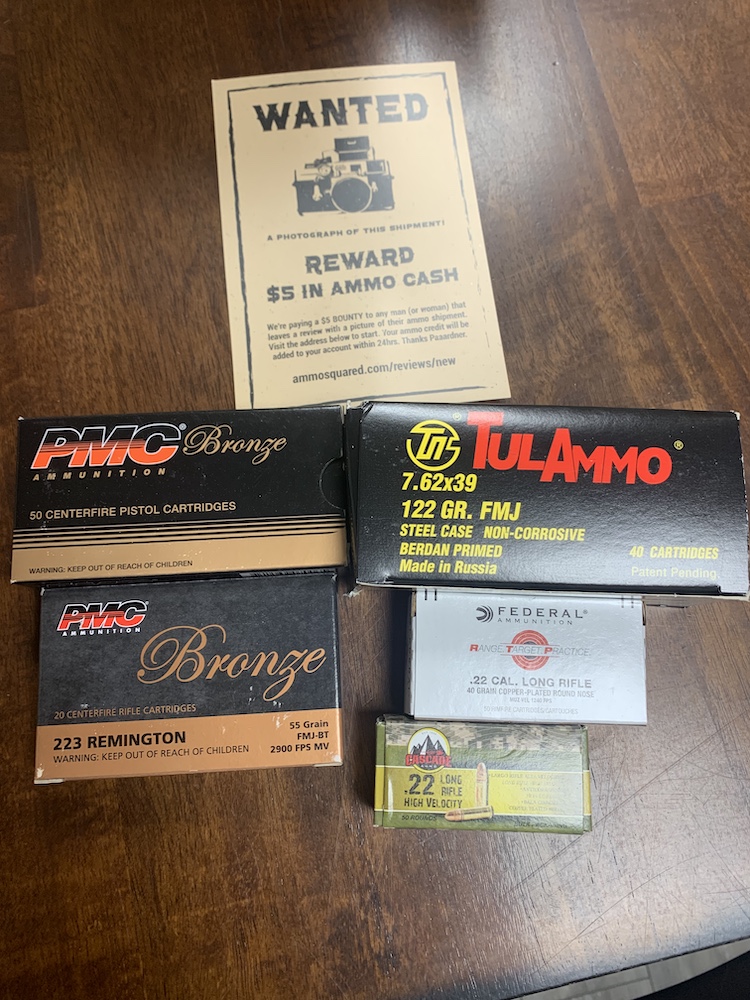 WANTED
A PHOTOGRAPH OF THIS SHIPMENT!
REWARD
$5 IN AMMO CASH
We're paying a $5 BOUNTY to any man (or woman) that
leaves a review with a picture of their ammo shipment.
Visit the address below to start. Your ammo credit will be
added to your account within 24hrs. Thanks Paaardner.
ammosquared.com/reviews/new
PMC® Bronze
AMMUNITION
50 CENTERFIRE PISTOL CARTRIDGES
WARNING: KEEP OUT OF REACH OF CHILDREN
TULAMMO®
7.62x39
122 GR. FMJ
STEEL CASE NON-CORROSIVE
BERDAN PRIMED
Made in Russia
40 CARTRIDGES
Patent Pending
PMC
AMMUNITION
Bronze
20 CENTERFIRE RIFLE CARTRIDGES
223 REMINGTON
WARNING: KEEP OUT OF REACH OF CHILDREN
55 Grain
FMJ-BT
2900 FPS MV
FEDERAL®
AMMUNITION
RANGE.TARGET.PRACTICE
.22 CAL. LONG RIFLE
40 GRAIN COPPER-PLATED ROUND NOSE
CASCADE
.22 LONG
RIFLE
HIGH VELOCITY
50 ROUNDS